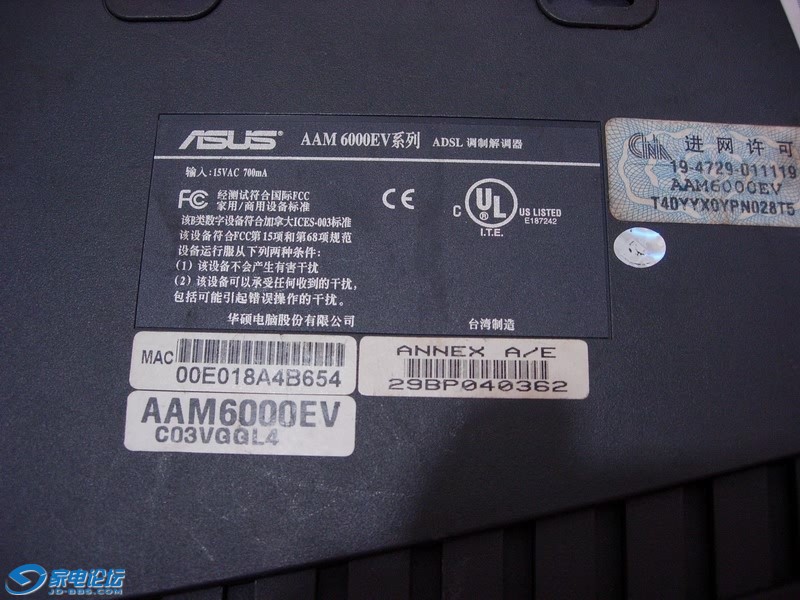 ASUS AAM 6000EV系列 ADSL 调制解调器
输入:15VAC 700mA
FC 经测试符合国际FCC
家用/商用设备标准
CE
C UL US LISTED
E187242
I.T.E.
该B类数字设备符合加拿大ICES-003标准
该设备符合FCC第15项和第68项规范
设备运行服从下列两种条件:
(1) 该设备不会产生有害干扰
(2) 该设备可以承受任何收到的干扰,
包括可能引起错误操作的干扰。
华硕电脑股份有限公司 台湾制造
进网许可
19-4729-011119
AAM6000EV
T40YYX0YPN028T5
MAC
00E018A4B654
ANNEX A/E
29BP040362
AAM6000EV
C03VGGL4
家电论坛
JD-BBS.COM